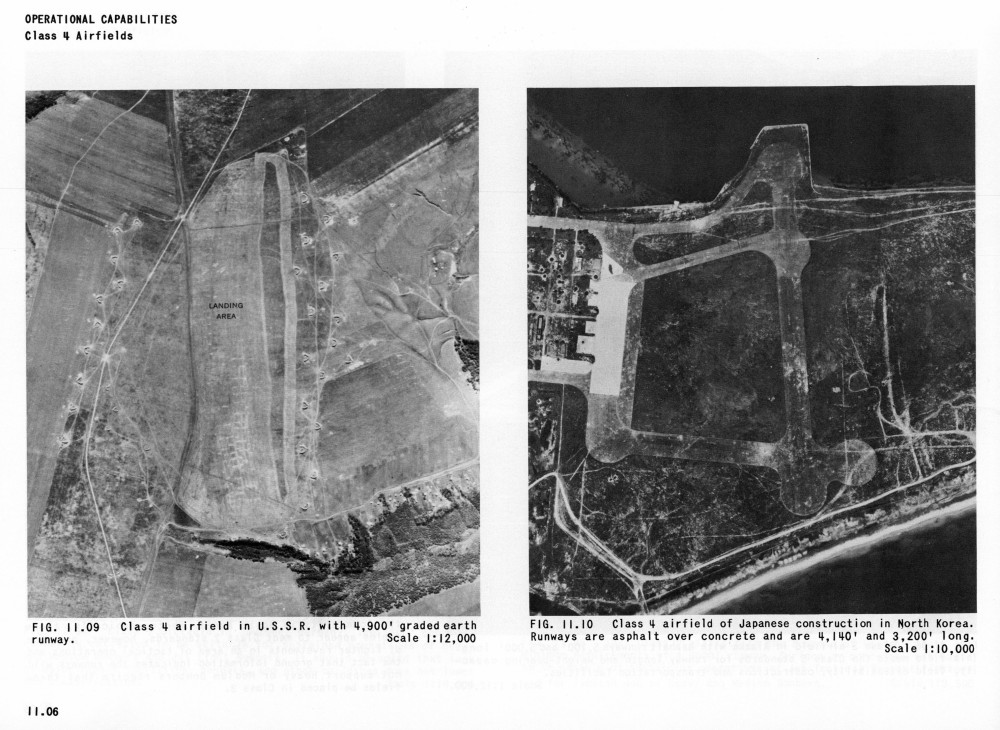 OPERATIONAL CAPABILITIES
Class 4 Airfields
LANDING
AREA
FIG. 11.09 Class 4 airfield in U.S.S.R. with 4,900' graded earth
runway. Scale 1:12,000
FIG. 11.10 Class 4 airfield of Japanese construction in North Korea.
Runways are asphalt over concrete and are 4,140' and 3,200' long.
Scale 1:10,000
11.06